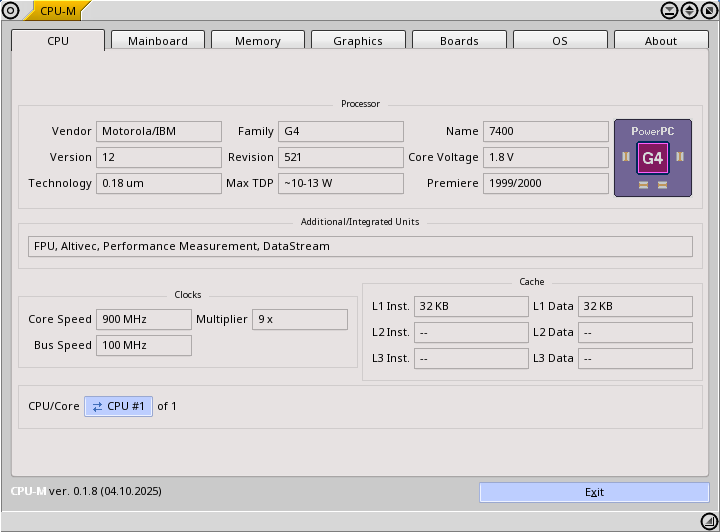 CPU-M
CPU Mainboard Memory Graphics Boards OS About
Processor
Vendor Motorola/IBM Family G4 Name 7400
Version 12 Revision 521 Core Voltage 1.8 V
Technology 0.18 um Max TDP ~10-13 W Premiere 1999/2000
PowerPC
G4
Additional/Integrated Units
FPU, Altivec, Performance Measurement, DataStream
Clocks
Core Speed 900 MHz Multiplier 9 x
Bus Speed 100 MHz
Cache
L1 Inst. 32 KB L1 Data 32 KB
L2 Inst. -- L2 Data --
L3 Inst. -- L3 Data --
CPU/Core CPU #1 of 1
CPU-M ver. 0.1.8 (04.10.2025) Exit